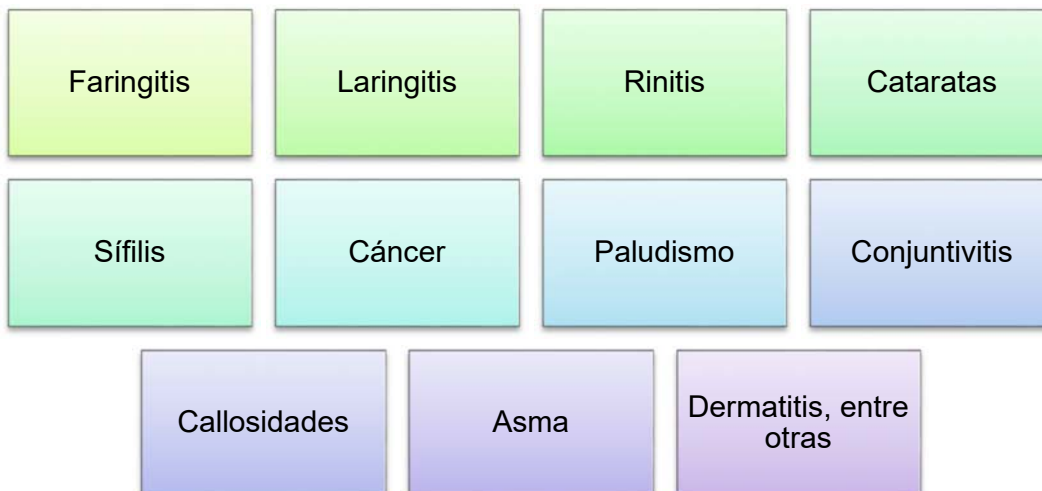 Faringitis
Laringitis
Rinitis
Cataratas
Sífilis
Cáncer
Paludismo
Conjuntivitis
Callosidades
Asma
Dermatitis, entre
otras